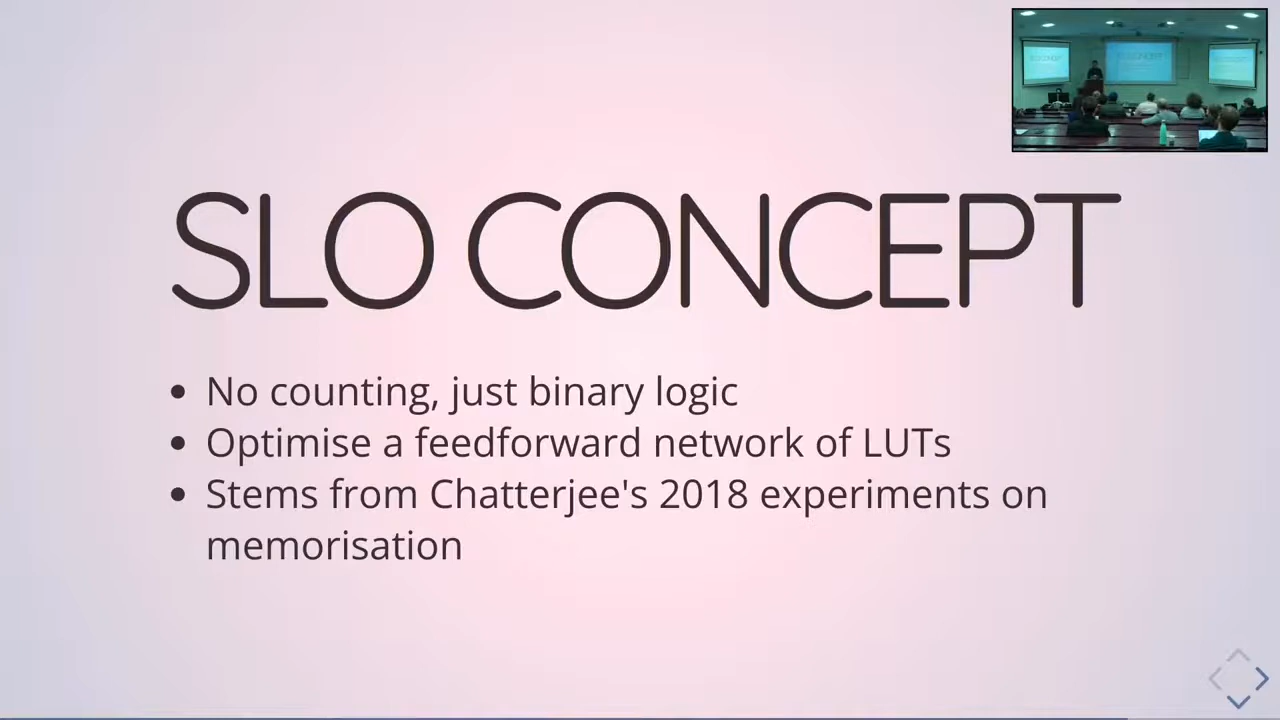 SLO CONCEPT
No counting, just binary logic
Optimise a feedforward network of LUTs
Stems from Chatterjee's 2018 experiments on
memorisation